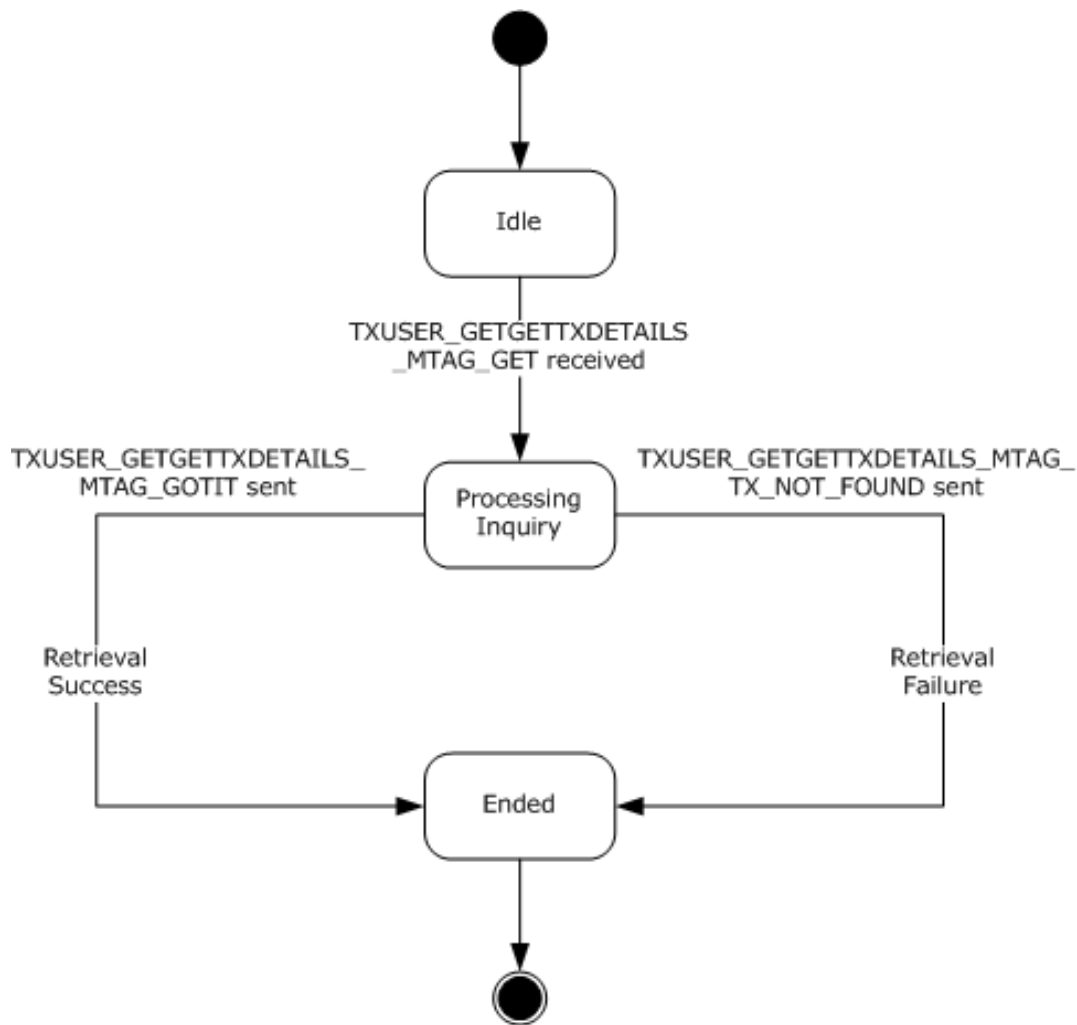 Idle
TXUSER_GETGETTXDETAILS
_MTAG_GET received
TXUSER_GETGETTXDETAILS_
MTAG_GOTIT sent
TXUSER_GETGETTXDETAILS_MTAG_
TX_NOT_FOUND sent
Processing
Inquiry
Retrieval
Success
Retrieval
Failure
Ended